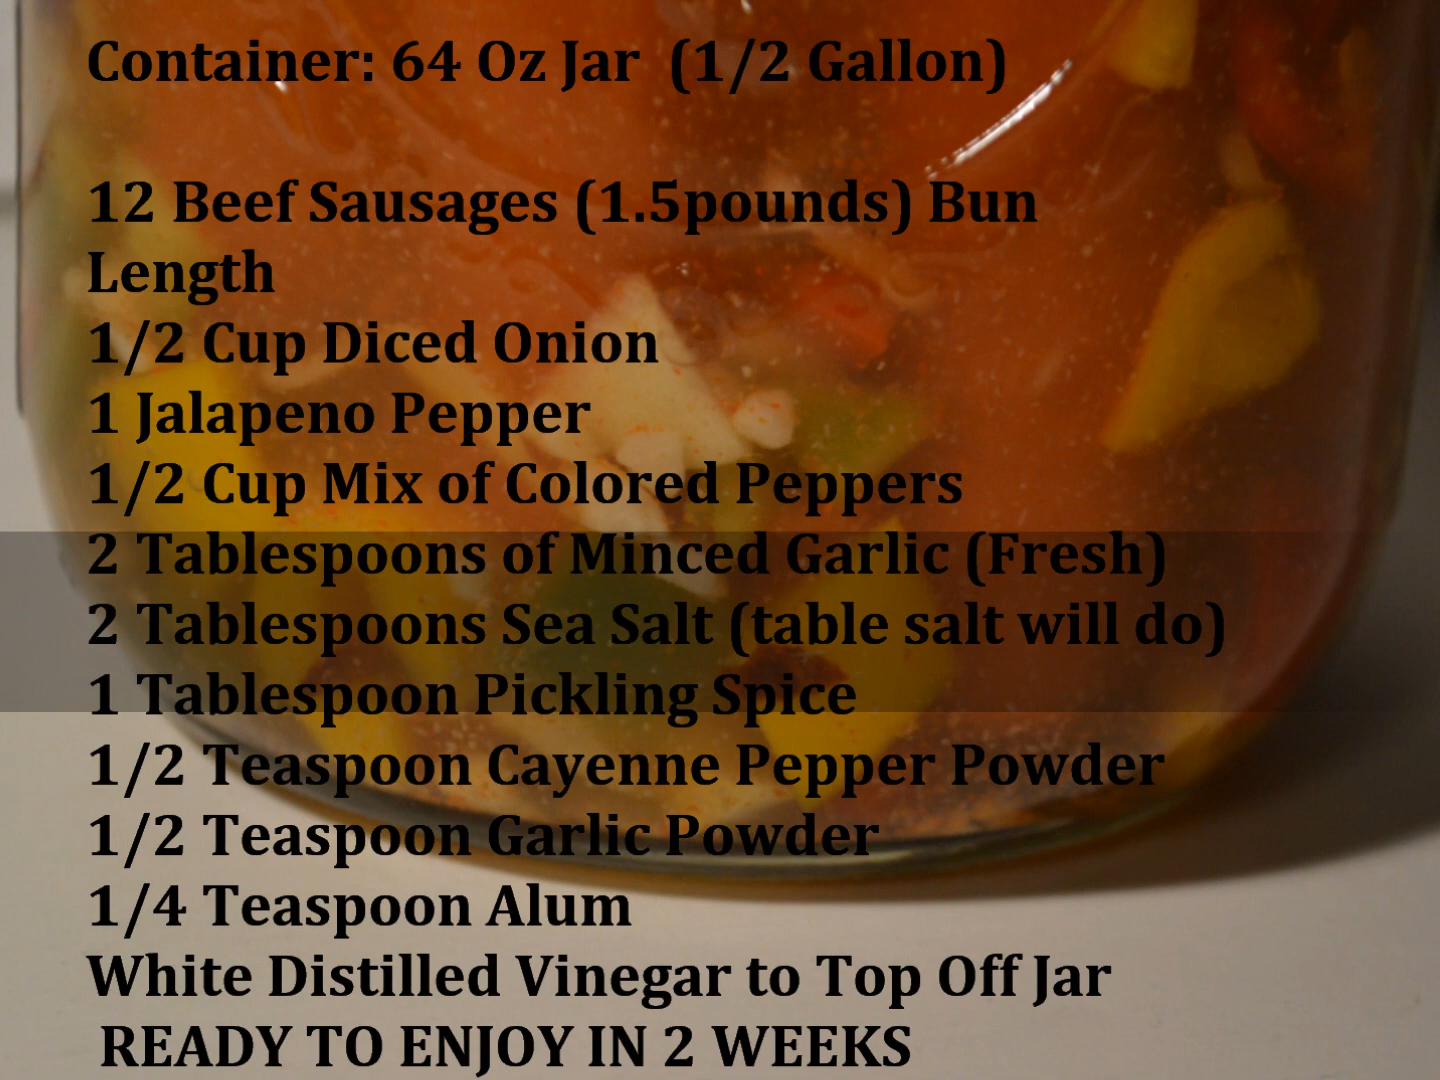 Container: 64 Oz Jar (1/2 Gallon)
12 Beef Sausages (1.5pounds) Bun
Length
1/2 Cup Diced Onion
1 Jalapeno Pepper
1/2 Cup Mix of Colored Peppers
2 Tablespoons of Minced Garlic (Fresh)
2 Tablespoons Sea Salt (table salt will do)
1 Tablespoon Pickling Spice
1/2 Teaspoon Cayenne Pepper Powder
1/2 Teaspoon Garlic Powder
1/4 Teaspoon Alum
White Distilled Vinegar to Top Off Jar
READY TO ENJOY IN 2 WEEKS